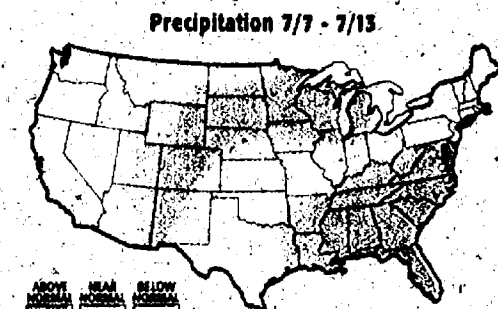 Precipitation 7/7 - 7/13
ABOVE NEAR BELOW
NORMAL NORMAL NORMAL